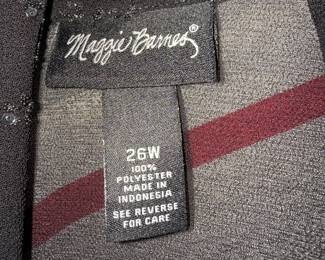 Maggie Barnes®
26W
100%
POLYESTER
MADE IN
INDONESIA
SEE REVERSE
FOR CARE